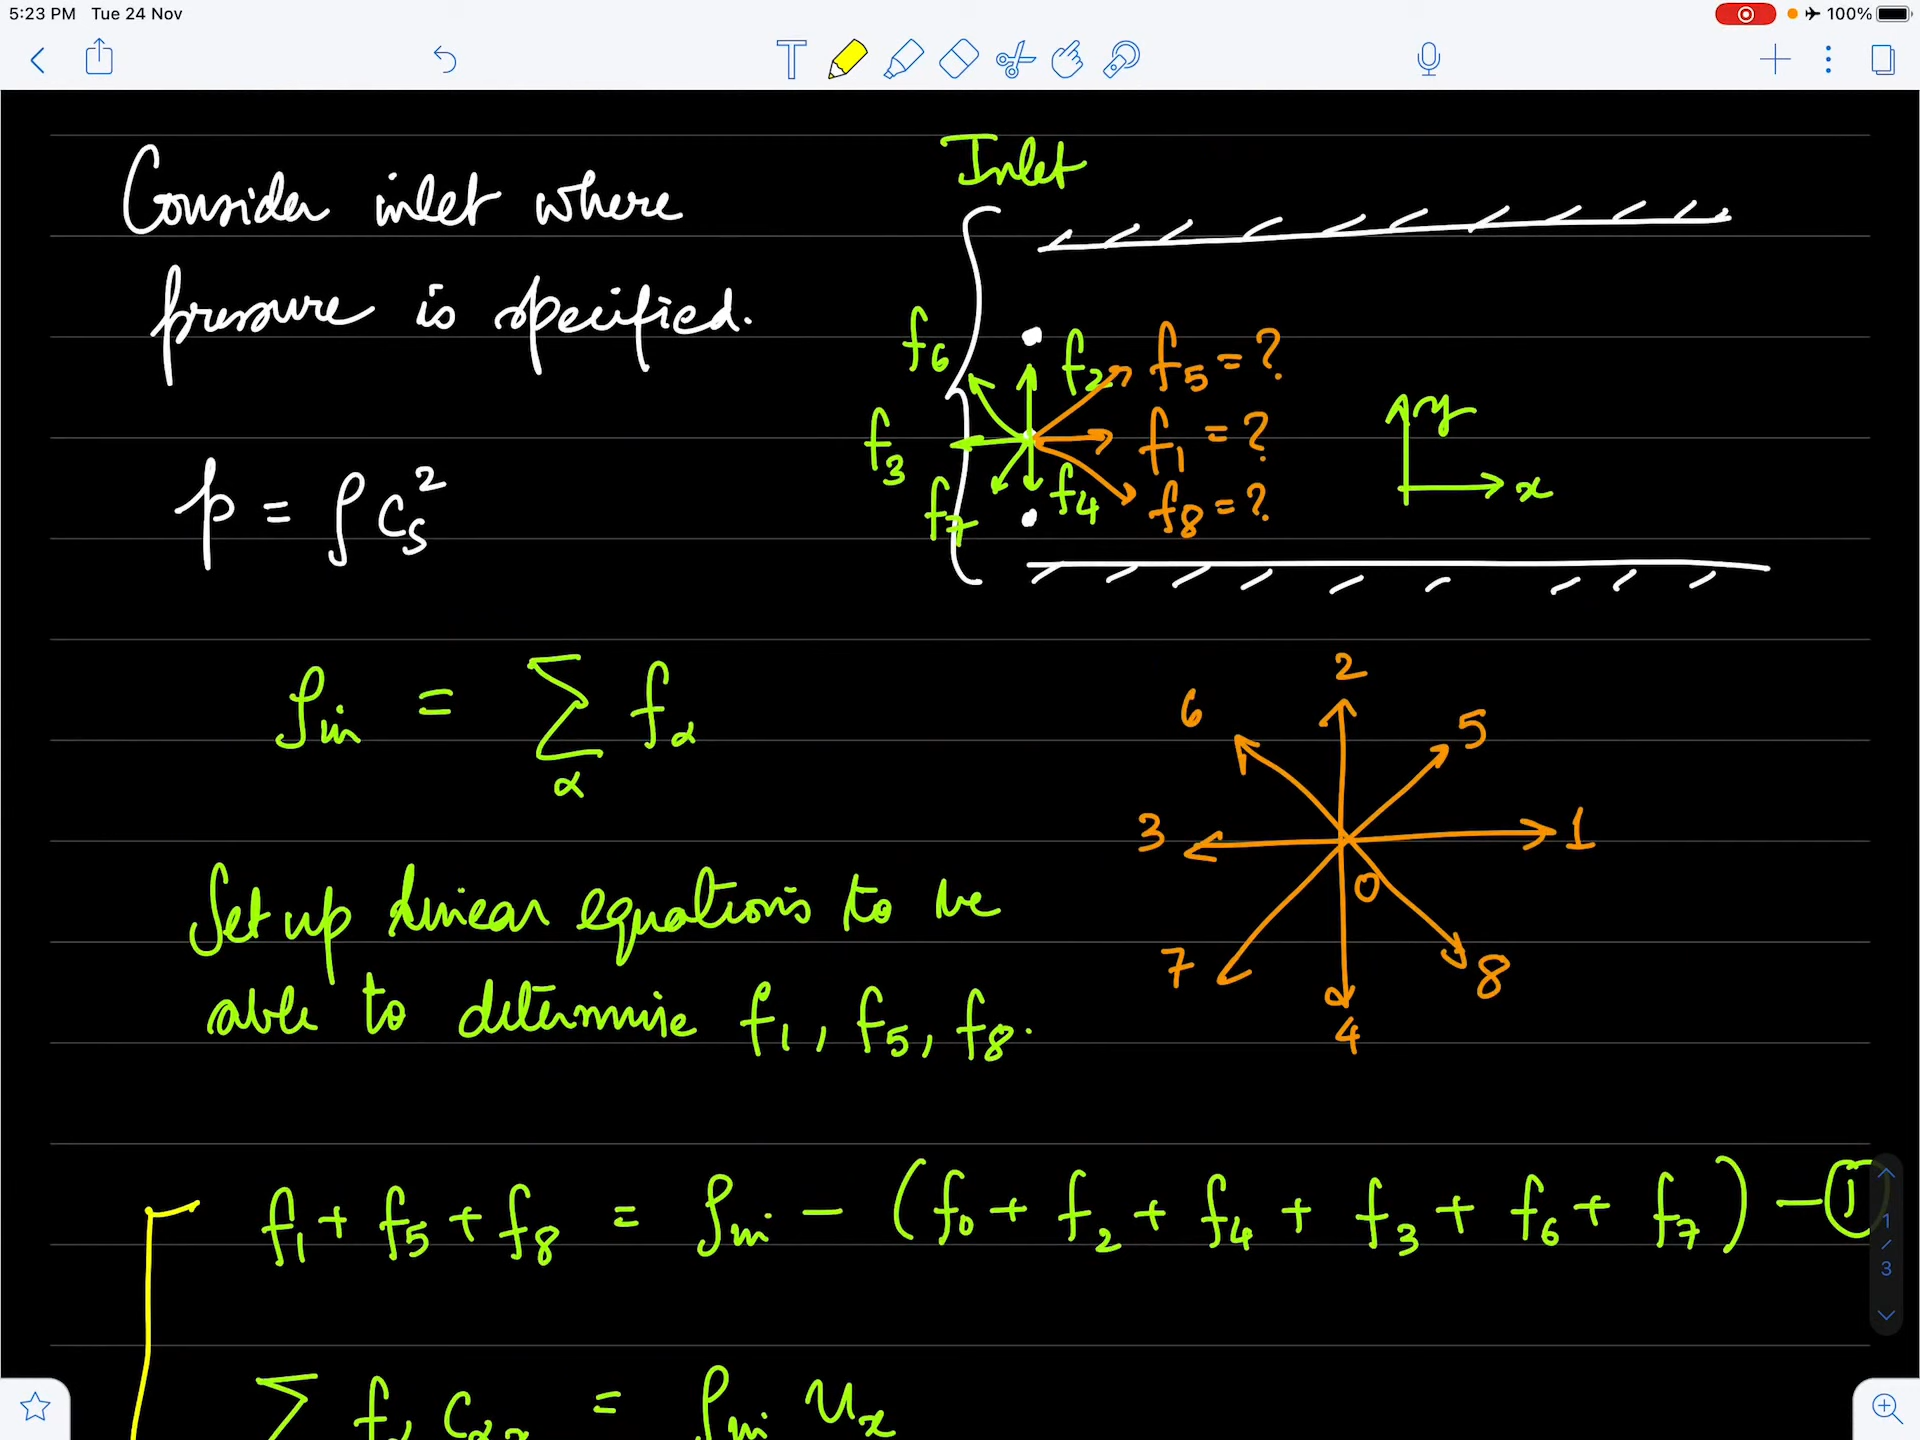 5:23 PM Tue 24 Nov
100%
Inlet
Consider inlet where
pressure is specified.
f6
f2
f5 = ?
f3
f1 = ?
y
x
f7
f4
f8 = ?
p = ρ cs²
ρin = Σα fα
2
6
5
3
1
0
7
8
4
Set up linear equations to be
able to determine f1, f5, f8.
f1 + f5 + f8 = ρin − (f0 + f2 + f4 + f3 + f6 + f7) − ①
Σ fα cαx = ρin ux
1
/
3